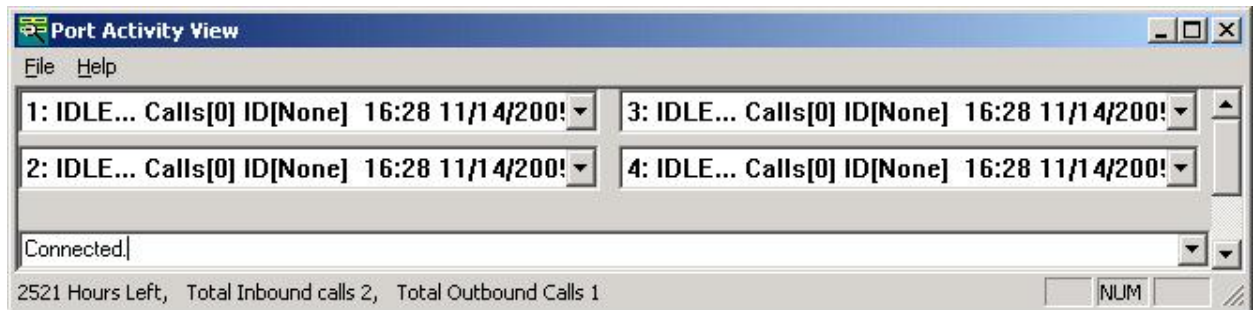 Port Activity View
File Help
1: IDLE... Calls[0] ID[None] 16:28 11/14/200
3: IDLE... Calls[0] ID[None] 16:28 11/14/200
2: IDLE... Calls[0] ID[None] 16:28 11/14/200
4: IDLE... Calls[0] ID[None] 16:28 11/14/200
Connected.
2521 Hours Left, Total Inbound calls 2, Total Outbound Calls 1
NUM